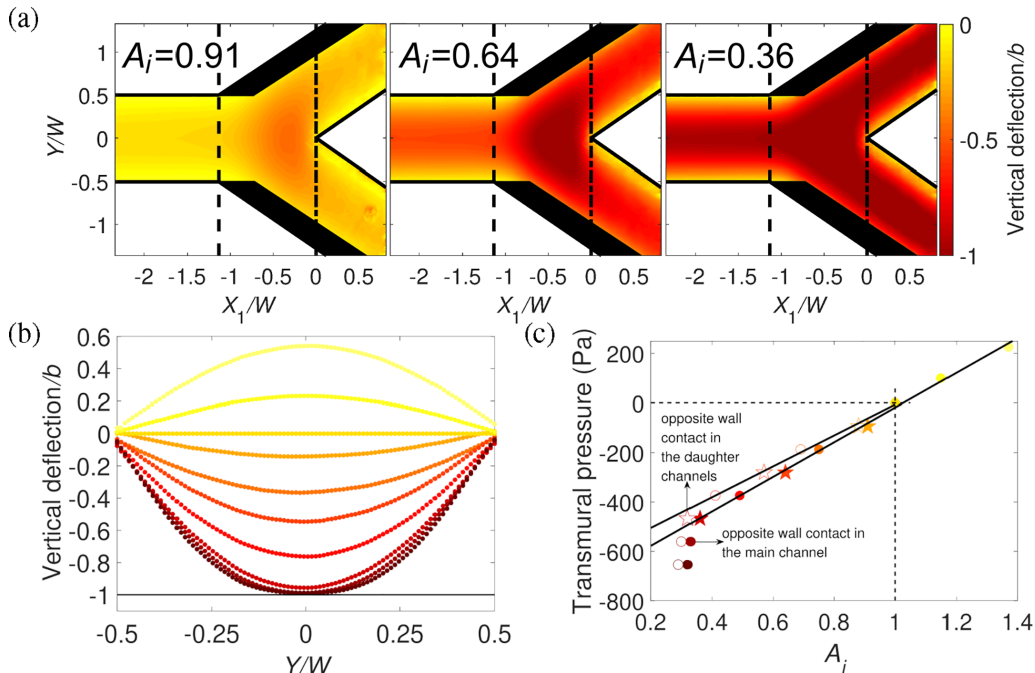 (a)
A_i=0.91
A_i=0.64
A_i=0.36
1
0.5
0
-0.5
-1
Y/W
-2 -1.5 -1 -0.5 0 0.5
-2 -1.5 -1 -0.5 0 0.5
-2 -1.5 -1 -0.5 0 0.5
X_1/W
X_1/W
X_1/W
0
-0.5
-1
Vertical deflection/b
(b)
0.6
0.4
0.2
0
-0.2
-0.4
-0.6
-0.8
-1
Vertical deflection/b
-0.5 -0.25 0 0.25 0.5
Y/W
(c)
200
0
-200
-400
-600
-800
Transmural pressure (Pa)
opposite wall
contact in
the daughter
channels
opposite wall contact in
the main channel
0.2 0.4 0.6 0.8 1 1.2 1.4
A_i